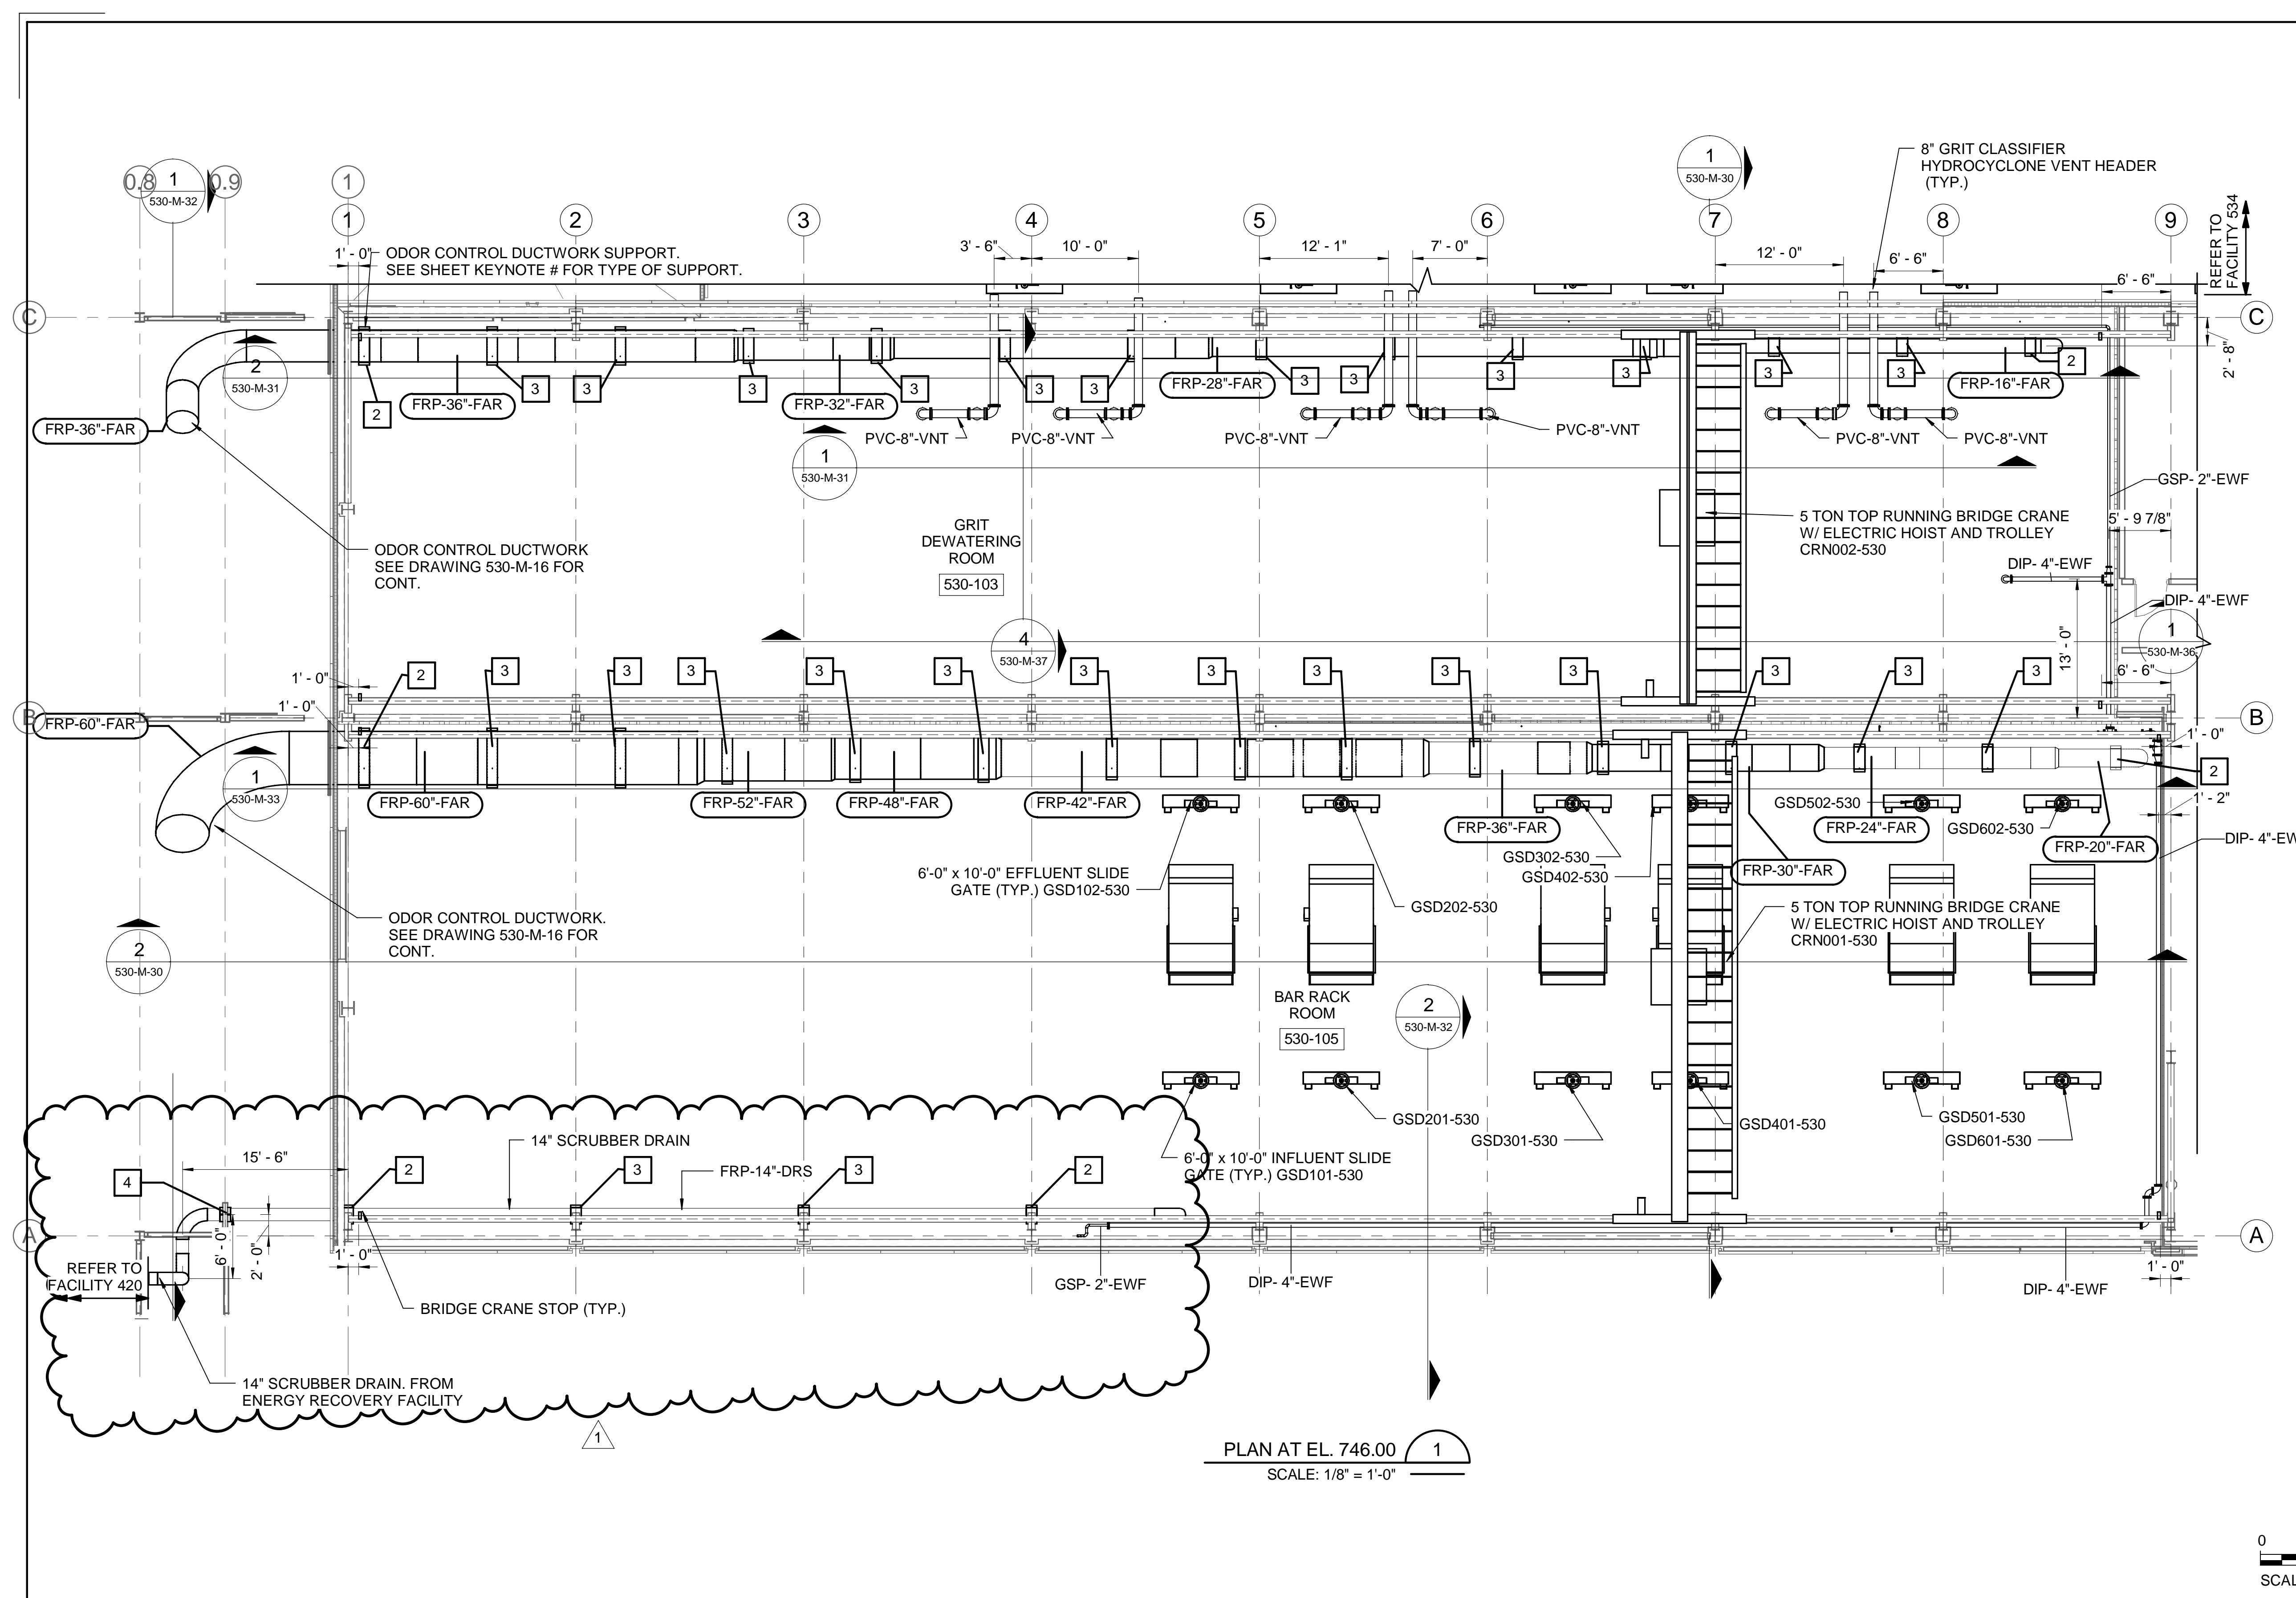 8" GRIT CLASSIFIER
HYDROCYCLONE VENT HEADER
(TYP.)
1
530-M-30
0.8
1
530-M-32
0.9
1
REFER TO
FACILITY 534
1
2
3
4
5
6
7
8
9
1' - 0"
ODOR CONTROL DUCTWORK SUPPORT.
SEE SHEET KEYNOTE # FOR TYPE OF SUPPORT.
3' - 6"
10' - 0"
12' - 1"
7' - 0"
12' - 0"
6' - 6"
6' - 6"
C
C
2' - 8"
2
530-M-31
2
3
3
3
3
3
3
3
3
3
3
3
3
2
FRP-36"-FAR
FRP-32"-FAR
FRP-28"-FAR
FRP-16"-FAR
FRP-36"-FAR
PVC-8"-VNT
PVC-8"-VNT
PVC-8"-VNT
PVC-8"-VNT
PVC-8"-VNT
PVC-8"-VNT
1
530-M-31
GSP- 2"-EWF
5' - 9 7/8"
5 TON TOP RUNNING BRIDGE CRANE
W/ ELECTRIC HOIST AND TROLLEY
CRN002-530
GRIT
DEWATERING
ROOM
530-103
ODOR CONTROL DUCTWORK
SEE DRAWING 530-M-16 FOR
CONT.
DIP- 4"-EWF
DIP- 4"-EWF
13' - 0"
4
530-M-37
1
530-M-36
6' - 6"
1' - 0"
2
3
3
3
3
3
3
3
3
3
3
3
3
3
1' - 0"
B
FRP-60"-FAR
B
1' - 0"
2
1' - 2"
1
530-M-33
FRP-60"-FAR
FRP-52"-FAR
FRP-48"-FAR
FRP-42"-FAR
FRP-36"-FAR
FRP-30"-FAR
FRP-24"-FAR
FRP-20"-FAR
GSD502-530
GSD602-530
DIP- 4"-EW
GSD302-530
GSD402-530
6'-0" x 10'-0" EFFLUENT SLIDE
GATE (TYP.) GSD102-530
GSD202-530
5 TON TOP RUNNING BRIDGE CRANE
W/ ELECTRIC HOIST AND TROLLEY
CRN001-530
ODOR CONTROL DUCTWORK.
SEE DRAWING 530-M-16 FOR
CONT.
2
530-M-30
BAR RACK
ROOM
530-105
2
530-M-32
GSD201-530
GSD301-530
GSD401-530
GSD501-530
GSD601-530
6'-0" x 10'-0" INFLUENT SLIDE
GATE (TYP.) GSD101-530
14" SCRUBBER DRAIN
15' - 6"
4
2
FRP-14"-DRS
3
3
2
A
A
6' - 0"
2' - 0"
1' - 0"
REFER TO
FACILITY 420
BRIDGE CRANE STOP (TYP.)
GSP- 2"-EWF
DIP- 4"-EWF
DIP- 4"-EWF
1' - 0"
14" SCRUBBER DRAIN. FROM
ENERGY RECOVERY FACILITY
1
PLAN AT EL. 746.00
1
SCALE: 1/8" = 1'-0"
0
SCAL